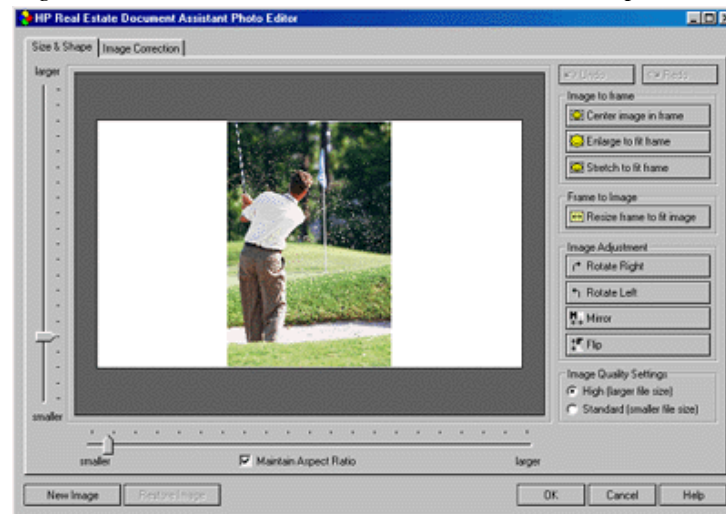 HP Real Estate Document Assistant Photo Editor
Size & Shape
Image Correction
larger
smaller
smaller
Maintain Aspect Ratio
larger
Undo
Redo
Image to frame
Center image in frame
Enlarge to fit frame
Stretch to fit frame
Frame to Image
Resize frame to fit image
Image Adjustment
Rotate Right
Rotate Left
Mirror
Flip
Image Quality Settings
High (larger file size)
Standard (smaller file size)
New Image
Restore Image
OK
Cancel
Help